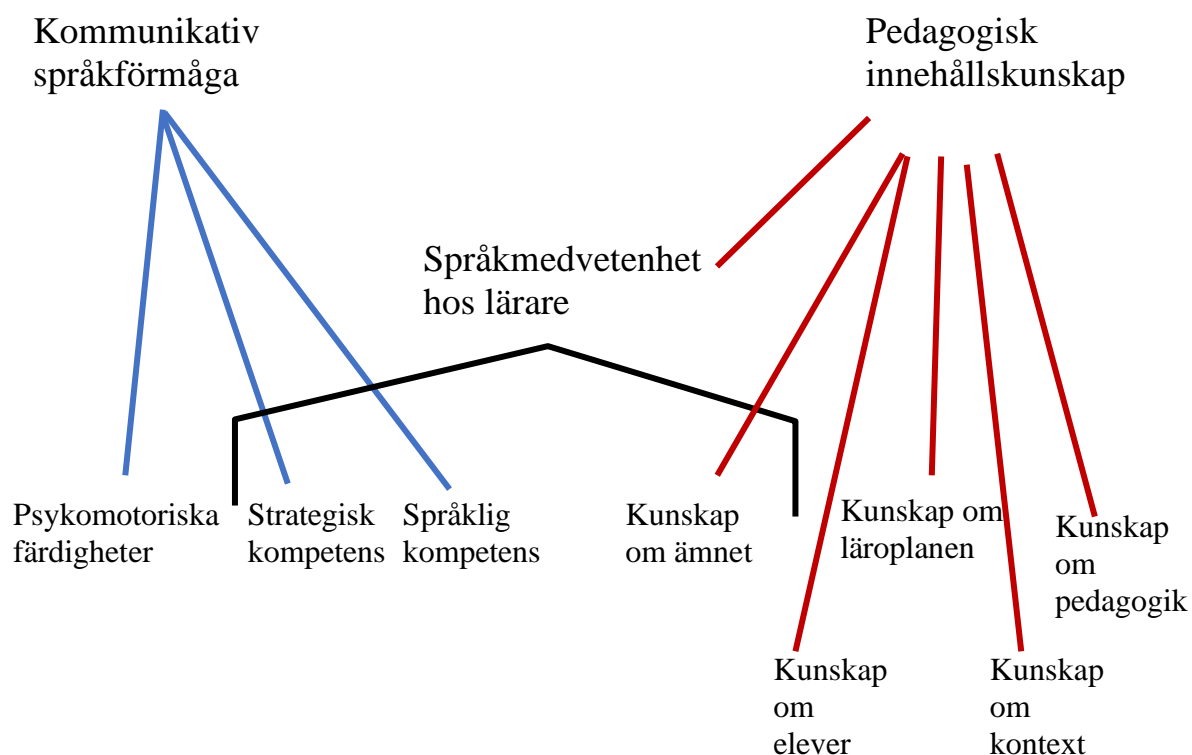 Kommunikativ
språkförmåga
Pedagogisk
innehållskunskap
Språkmedvetenhet
hos lärare
Psykomotoriska
färdigheter
Strategisk
kompetens
Språklig
kompetens
Kunskap
om ämnet
Kunskap om
läroplanen
Kunskap
om
pedagogik
Kunskap
om
elever
Kunskap
om
kontext